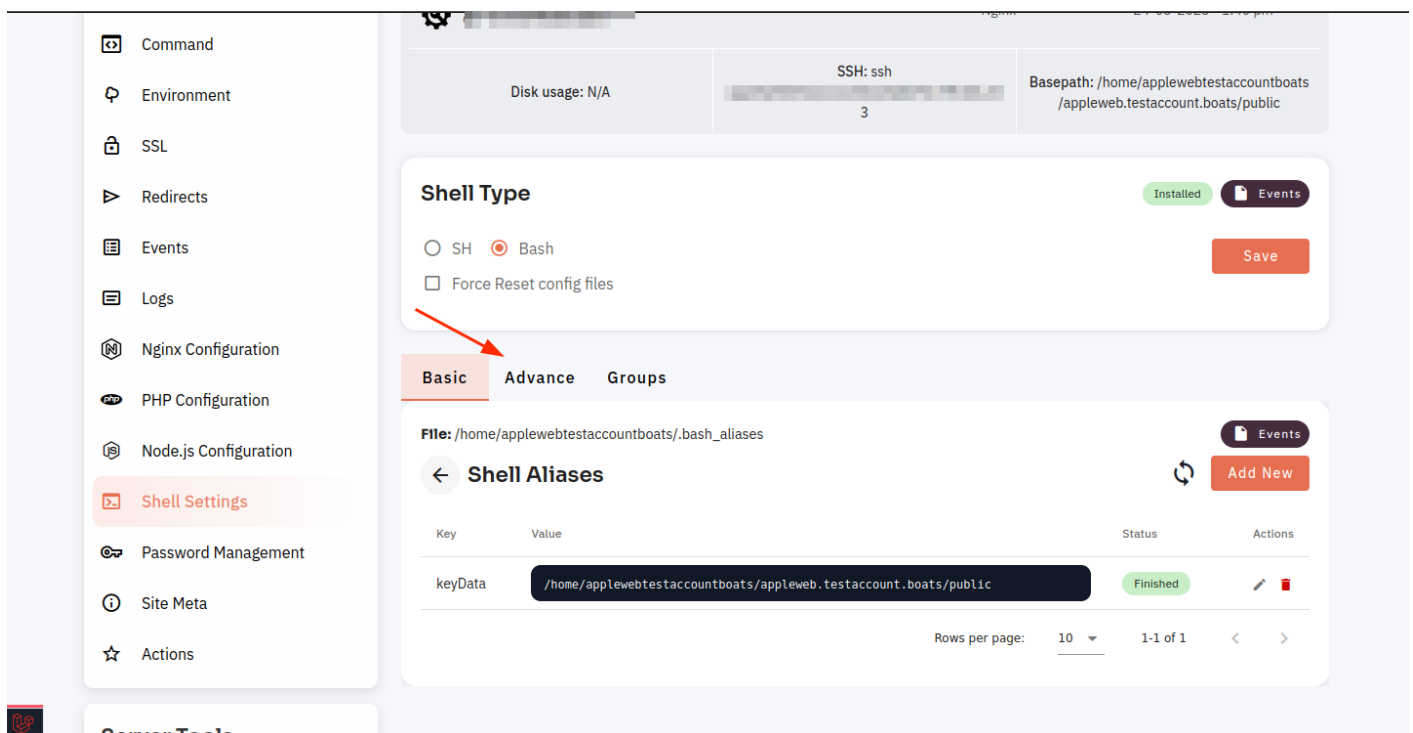 Command
Environment
SSL
Redirects
Events
Logs
Nginx Configuration
PHP Configuration
Node.js Configuration
Shell Settings
Password Management
Site Meta
Actions
Disk usage: N/A
SSH: ssh
3
Basepath: /home/applewebtestaccountboats
/appleweb.testaccount.boats/public
Shell Type
Installed
Events
SH
Bash
Save
Force Reset config files
Basic
Advance
Groups
File: /home/applewebtestaccountboats/.bash_aliases
Events
Shell Aliases
Add New
Key
Value
Status
Actions
keyData
/home/applewebtestaccountboats/appleweb.testaccount.boats/public
Finished
Rows per page:
10
1-1 of 1